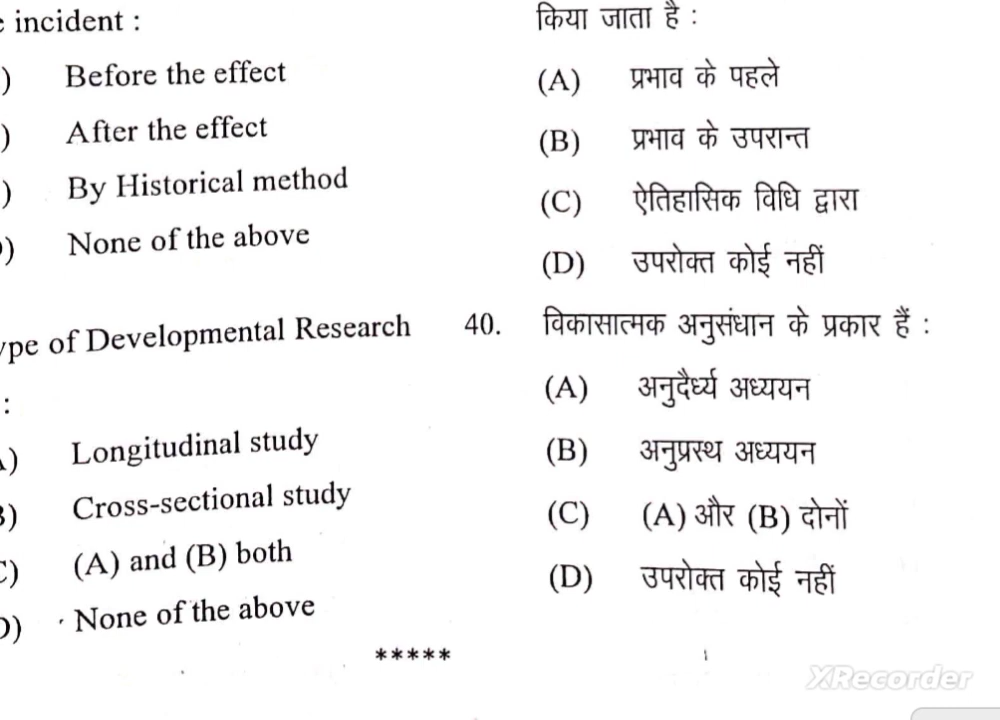 incident :
Before the effect
After the effect
By Historical method
None of the above
of Developmental Research
:
Longitudinal study
Cross-sectional study
(A) and (B) both
None of the above
किया जाता है :
(A) प्रभाव के पहले
(B) प्रभाव के उपरान्त
(C) ऐतिहासिक विधि द्वारा
(D) उपरोक्त कोई नहीं
40. विकासात्मक अनुसंधान के प्रकार हैं :
(A) अनुदैर्ध्य अध्ययन
(B) अनुप्रस्थ अध्ययन
(C) (A) और (B) दोनों
(D) उपरोक्त कोई नहीं
*****
XRecorder